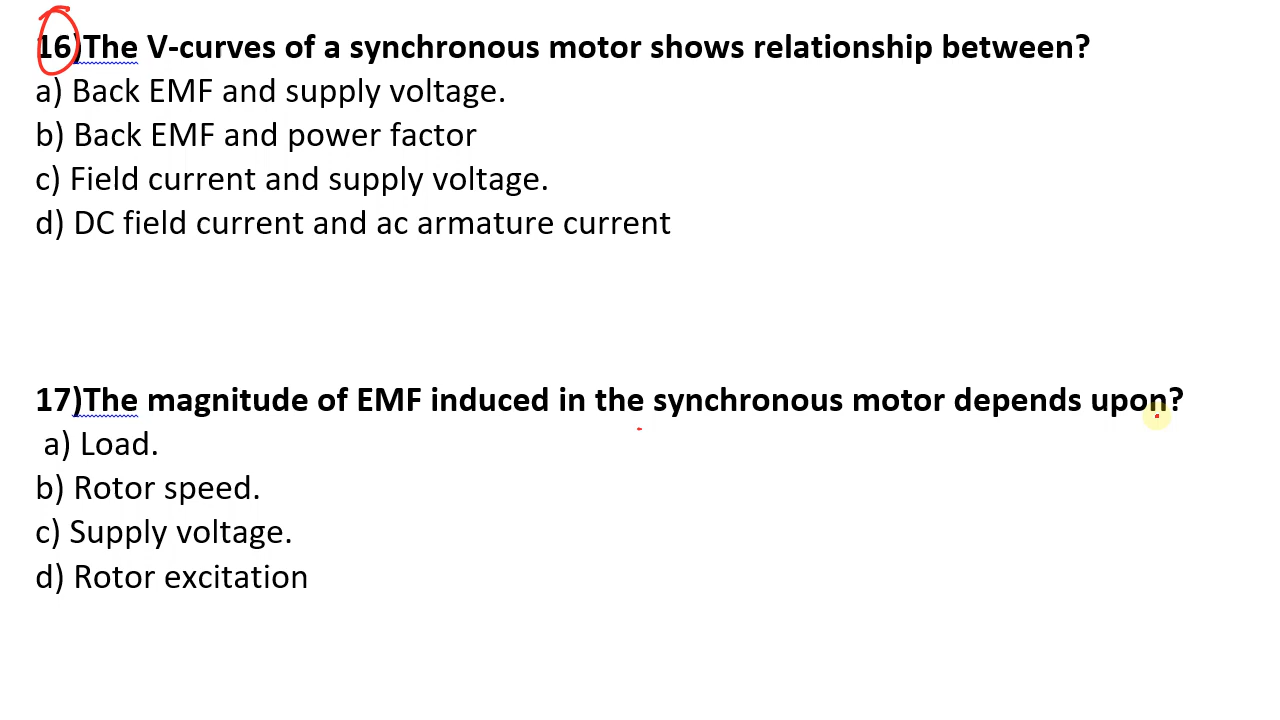 16)The V-curves of a synchronous motor shows relationship between?
a) Back EMF and supply voltage.
b) Back EMF and power factor
c) Field current and supply voltage.
d) DC field current and ac armature current
17)The magnitude of EMF induced in the synchronous motor depends upon?
a) Load.
b) Rotor speed.
c) Supply voltage.
d) Rotor excitation